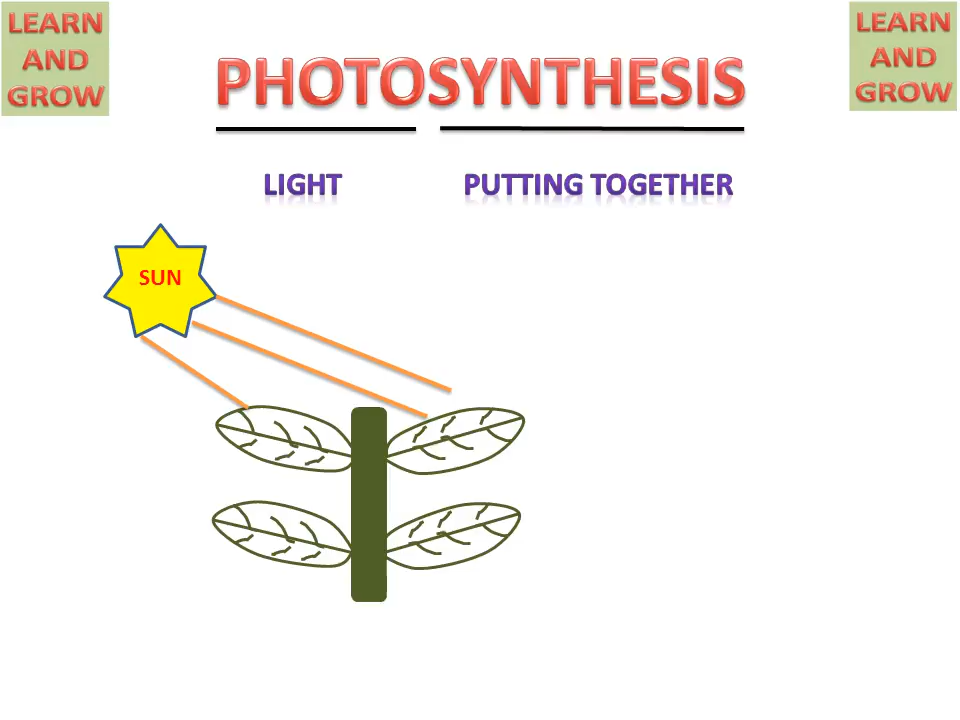 LEARN
AND
GROW
LEARN
AND
GROW
PHOTOSYNTHESIS
LIGHT
PUTTING TOGETHER
SUN